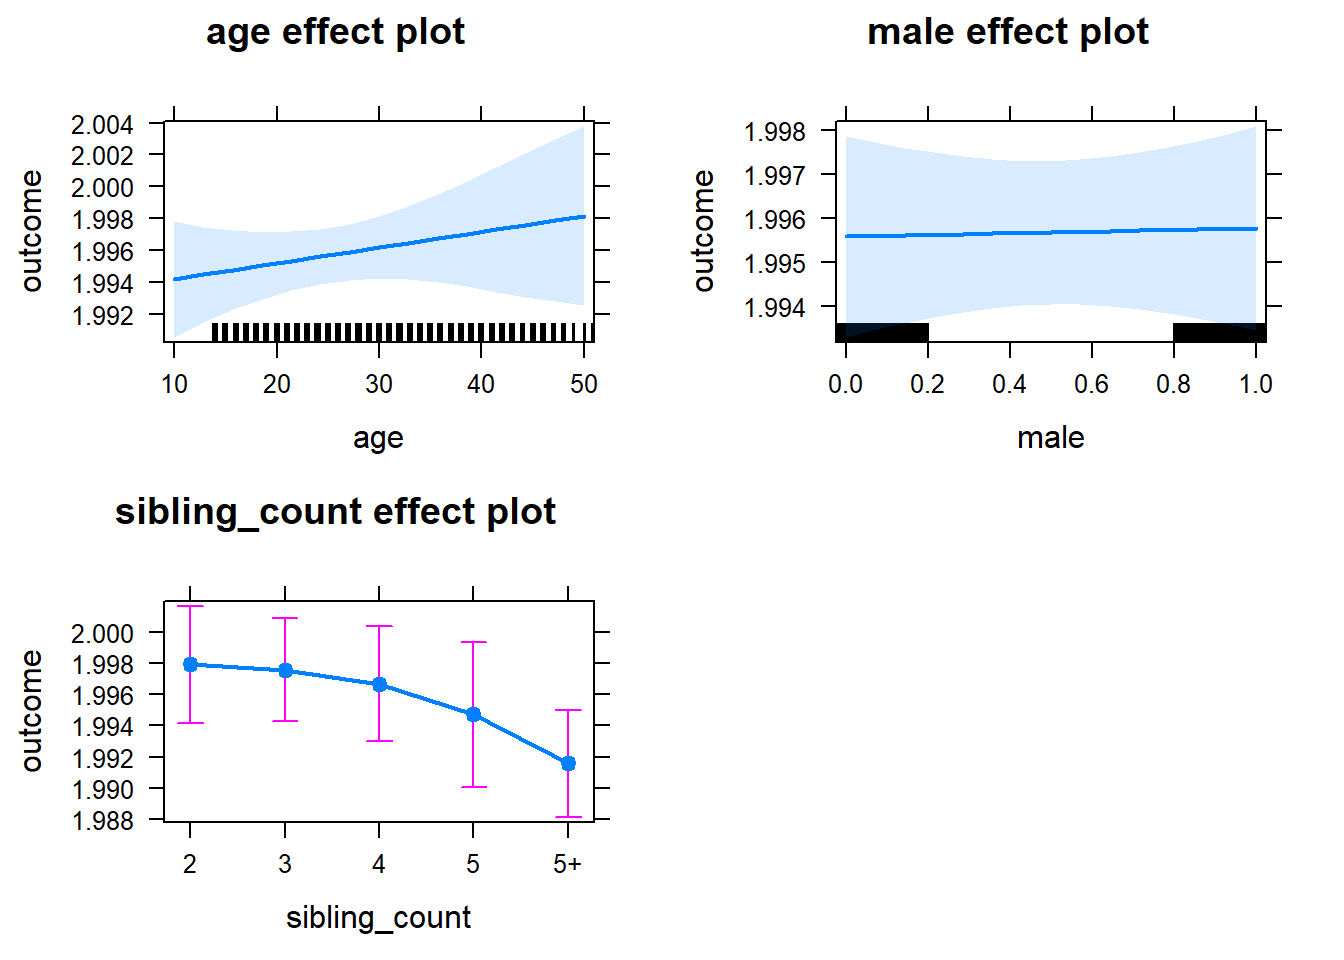 age effect plot
outcome
2.004
2.002
2.000
1.998
1.996
1.994
1.992
10 20 30 40 50
age
male effect plot
outcome
1.998
1.997
1.996
1.995
1.994
0.0 0.2 0.4 0.6 0.8 1.0
male
sibling_count effect plot
outcome
2.000
1.998
1.996
1.994
1.992
1.990
1.988
2 3 4 5 5+
sibling_count